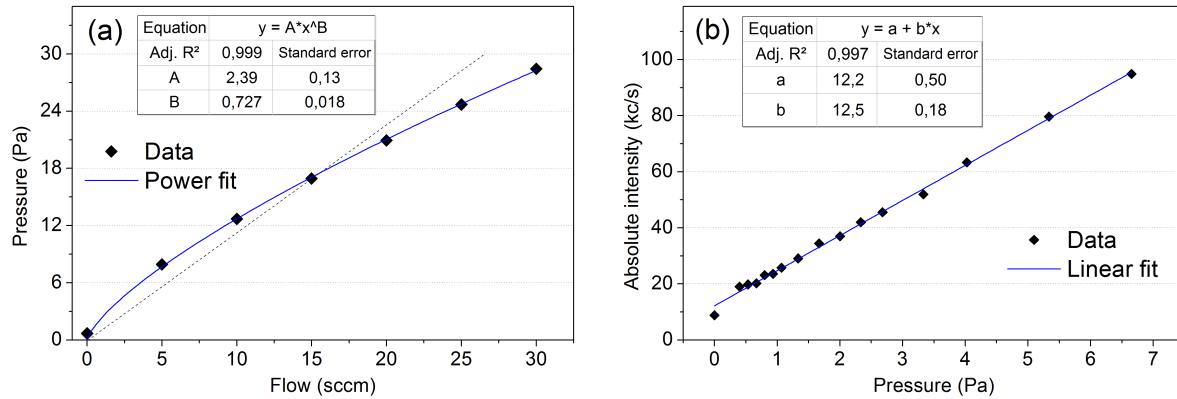 (a)
Equation y = A*x^B
Adj. R² 0,999 Standard error
A 2,39 0,13
B 0,727 0,018
Data
Power fit
Pressure (Pa)
30
24
18
12
6
0
0 5 10 15 20 25 30
Flow (sccm)
(b)
Equation y = a + b*x
Adj. R² 0,997 Standard error
a 12,2 0,50
b 12,5 0,18
Data
Linear fit
Absolute intensity (kc/s)
100
80
60
40
20
0
0 1 2 3 4 5 6 7
Pressure (Pa)